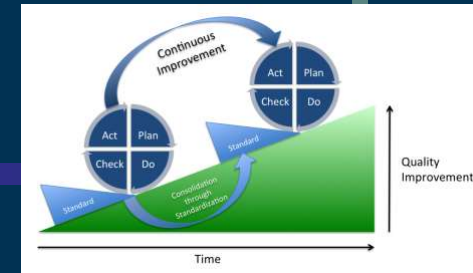 Continuous
Improvement
Act
Plan
Check
Do
Act
Plan
Check
Do
Standard
Standard
Consolidation
through
Standardization
Quality
Improvement
Time